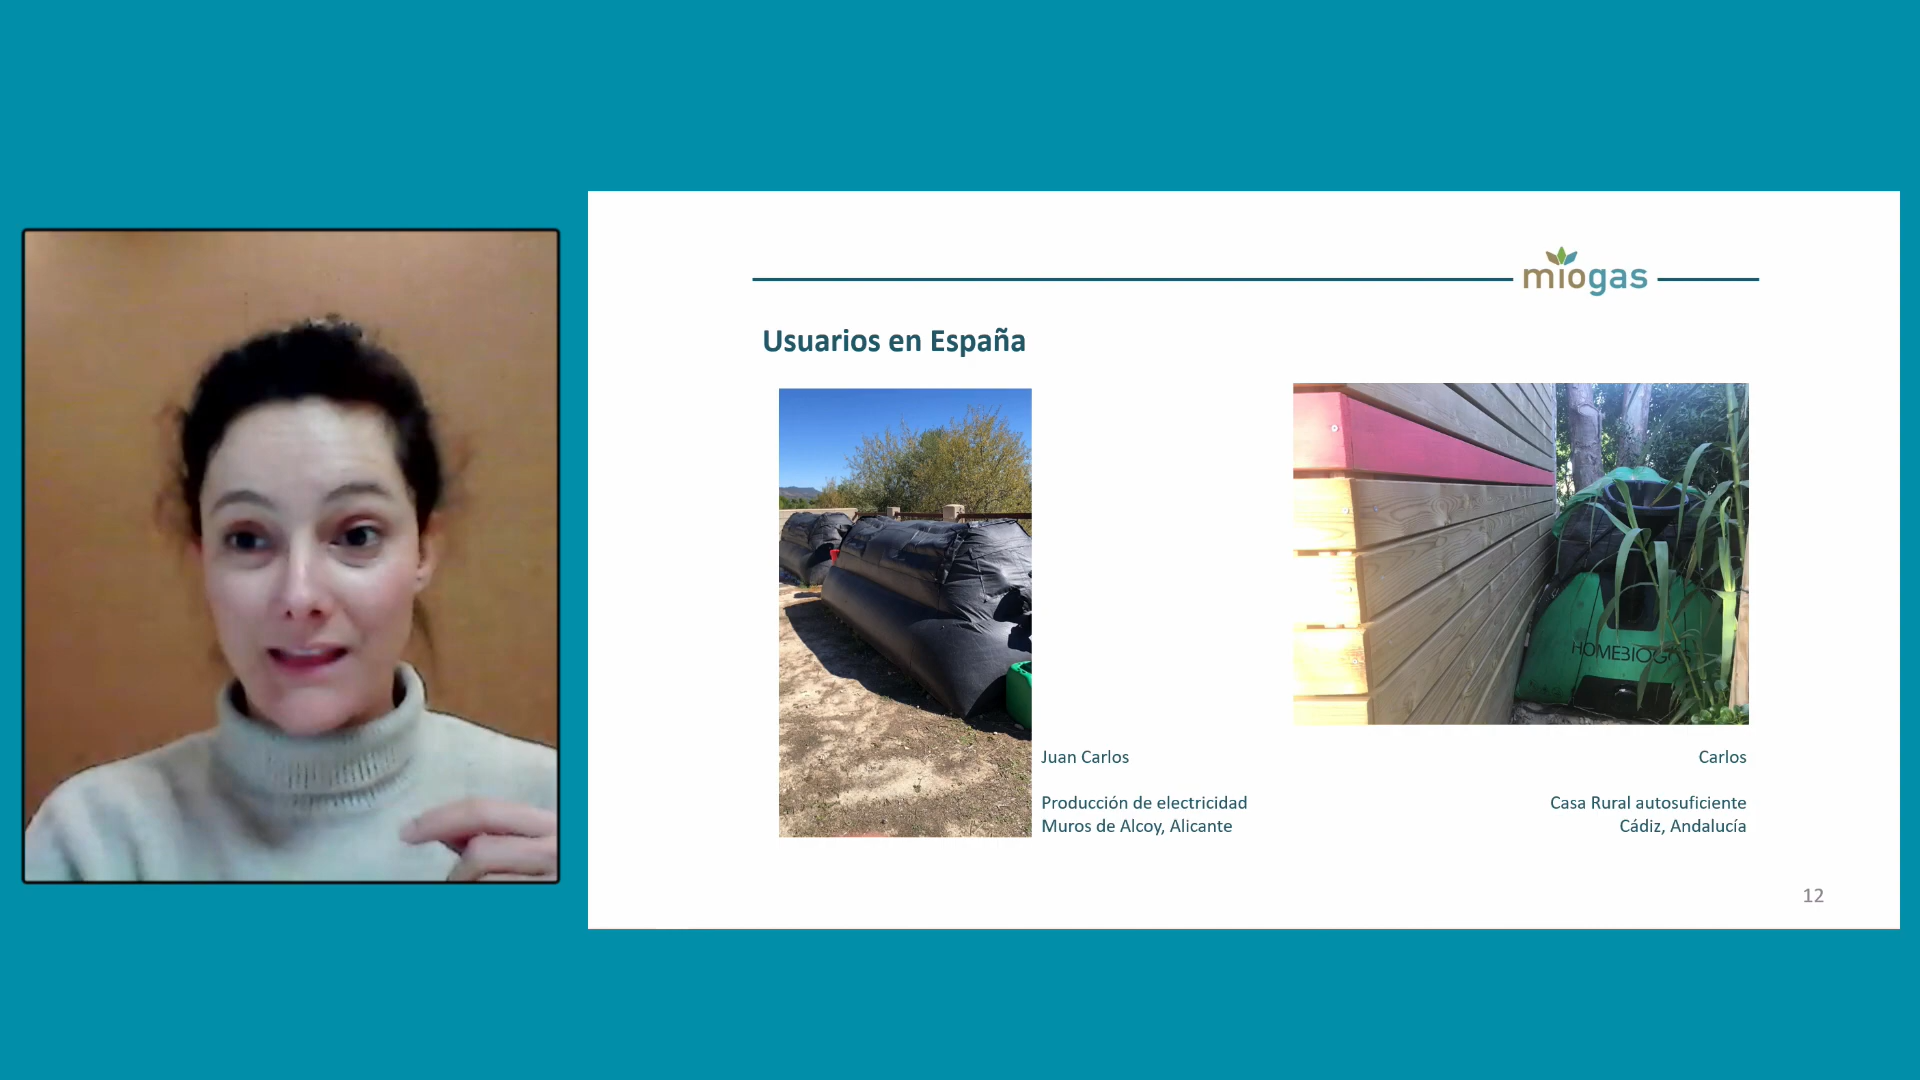 miogas
Usuarios en España
HOMEBIOG
Juan Carlos
Producción de electricidad
Muros de Alcoy, Alicante
Carlos
Casa Rural autosuficiente
Cádiz, Andalucía
12